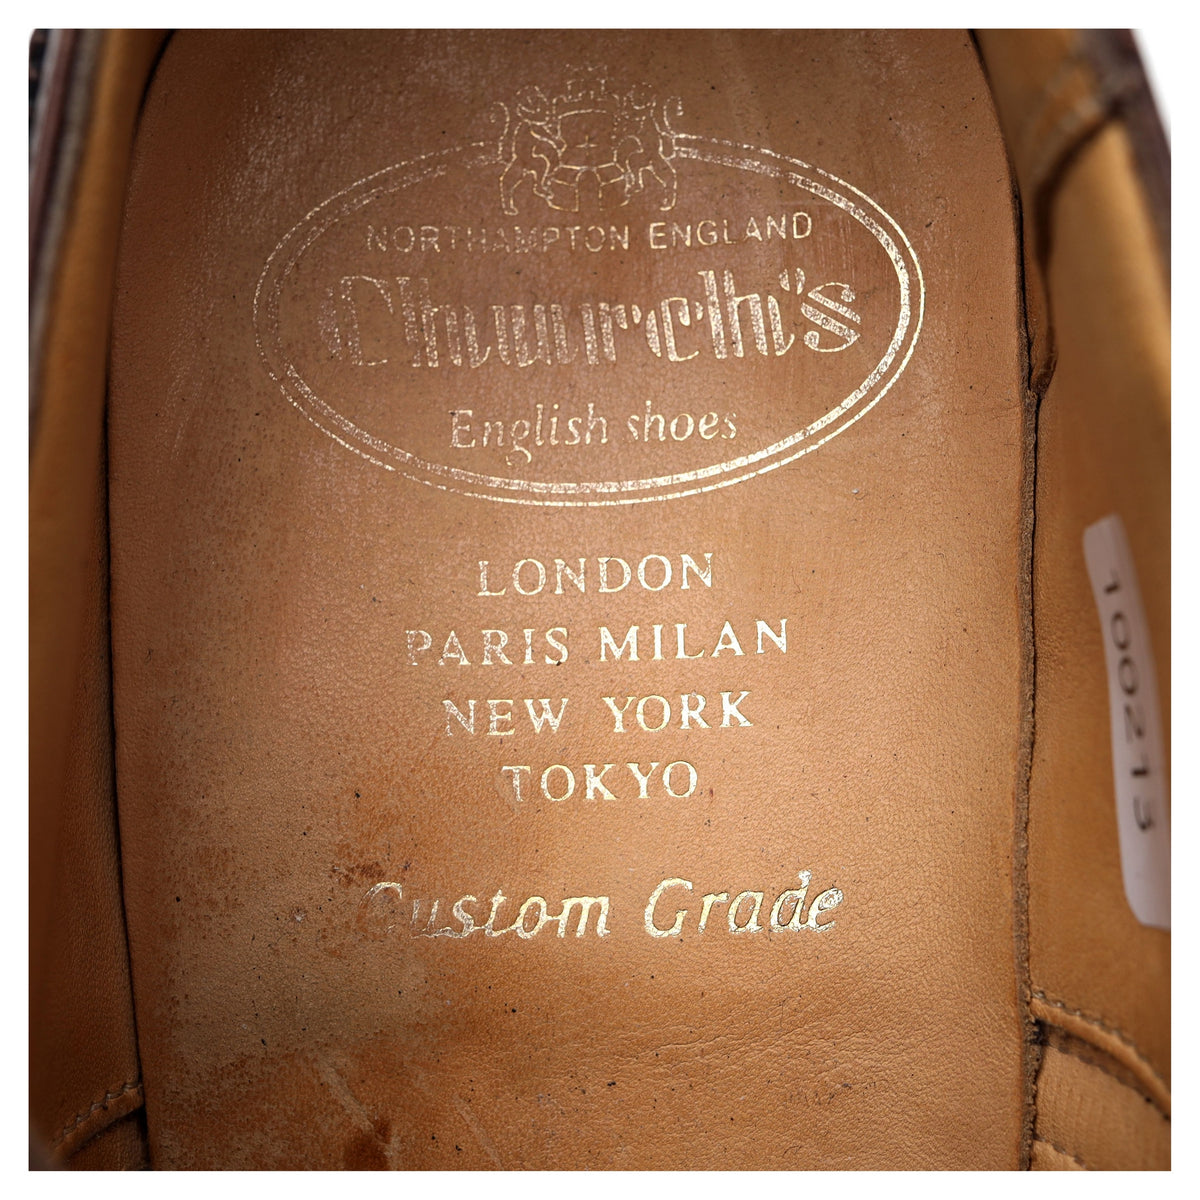 NORTHAMPTON ENGLAND
Church's
English shoes
LONDON
PARIS MILAN
NEW YORK
TOKYO
Custom Grade
100213